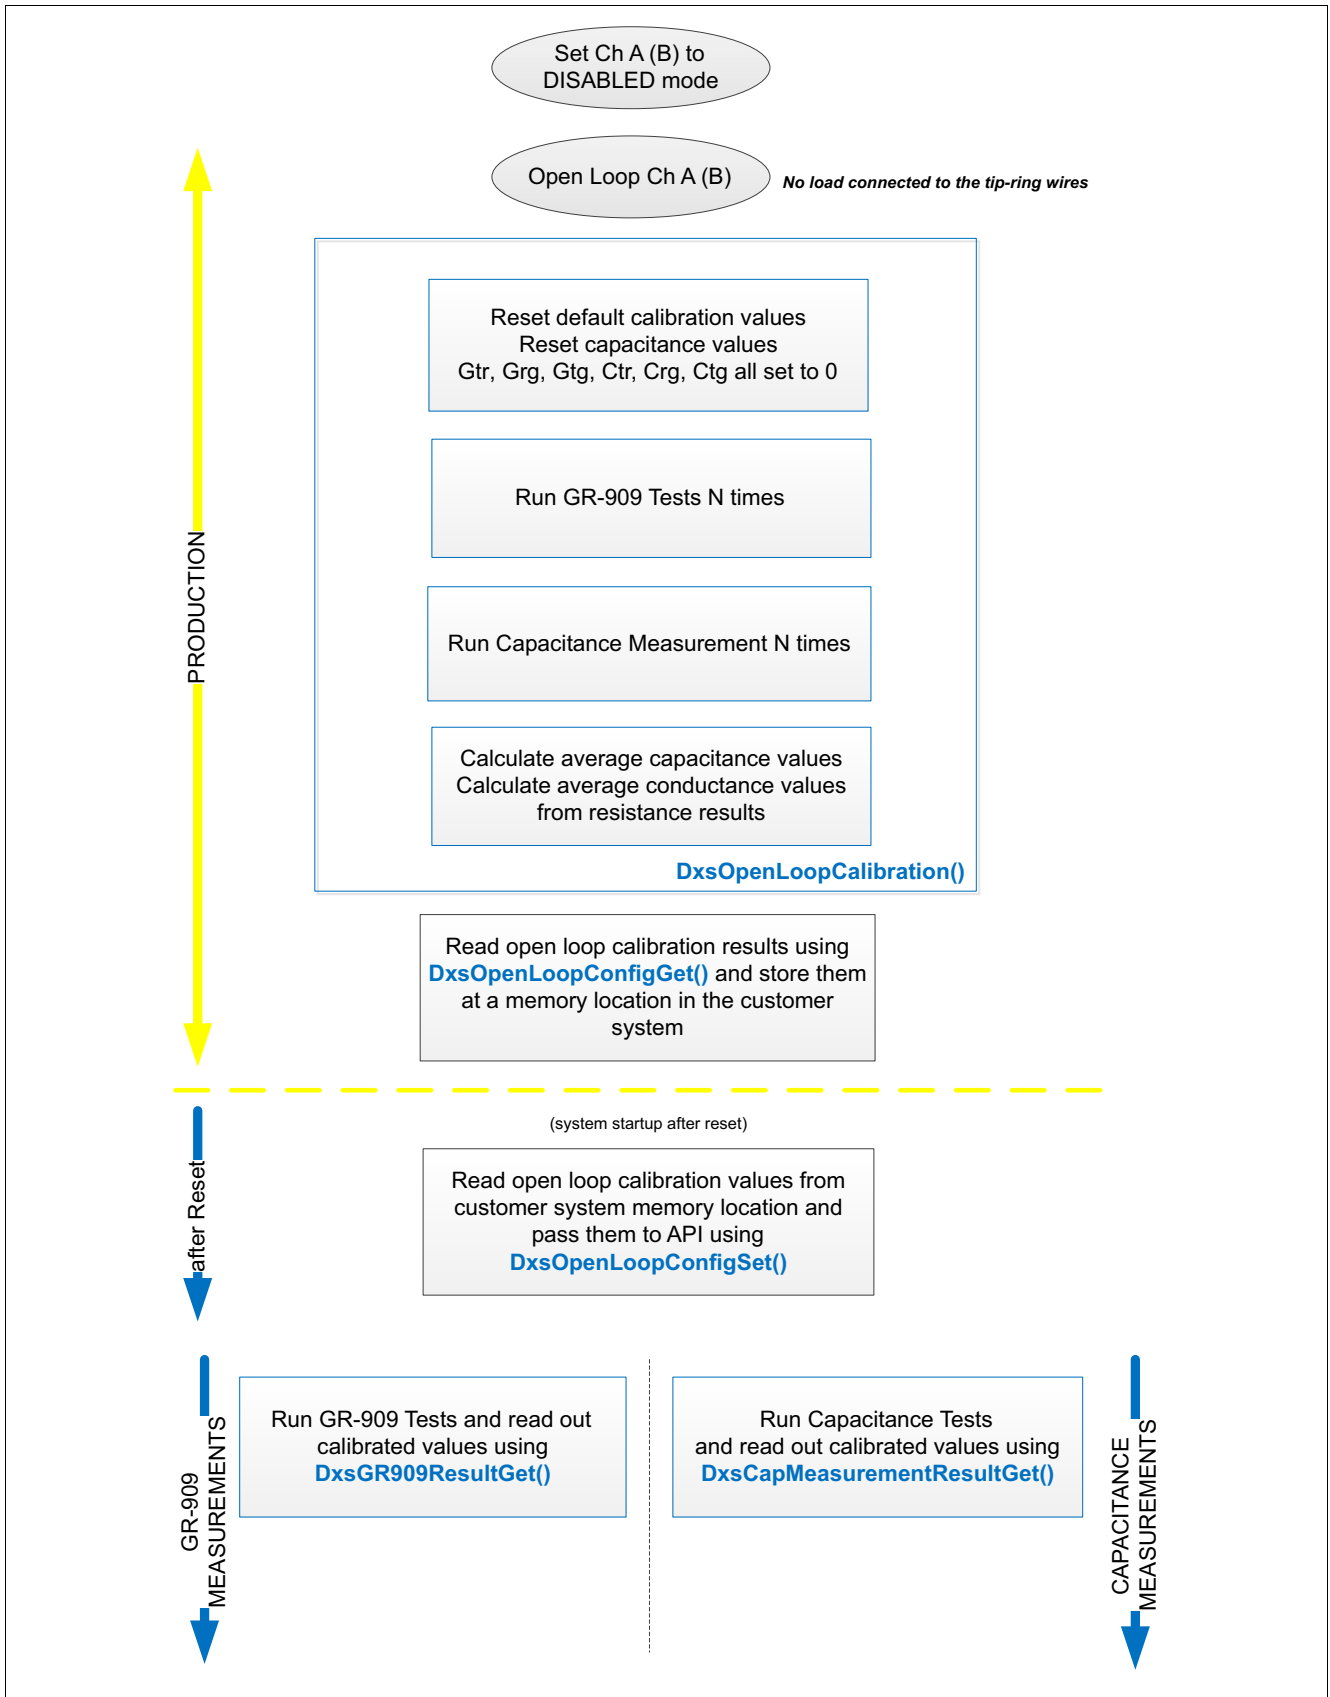 Set Ch A (B) to
DISABLED mode
Open Loop Ch A (B)
No load connected to the tip-ring wires
PRODUCTION
Reset default calibration values
Reset capacitance values
Gtr, Grg, Gtg, Ctr, Crg, Ctg all set to 0
Run GR-909 Tests N times
Run Capacitance Measurement N times
Calculate average capacitance values
Calculate average conductance values
from resistance results
DxsOpenLoopCalibration()
Read open loop calibration results using
DxsOpenLoopConfigGet() and store them
at a memory location in the customer
system
(system startup after reset)
after Reset
Read open loop calibration values from
customer system memory location and
pass them to API using
DxsOpenLoopConfigSet()
GR-909
MEASUREMENTS
Run GR-909 Tests and read out
calibrated values using
DxsGR909ResultGet()
Run Capacitance Tests
and read out calibrated values using
DxsCapMeasurementResultGet()
CAPACITANCE
MEASUREMENTS